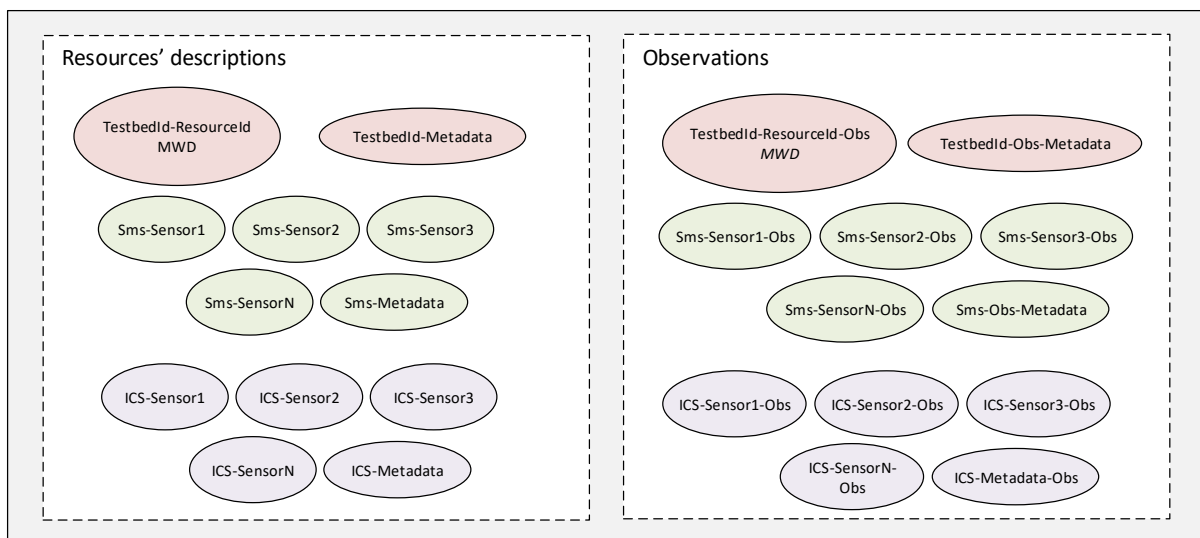 Resources’ descriptions
TestbedId-ResourceId
MWD
TestbedId-Metadata
Sms-Sensor1
Sms-Sensor2
Sms-Sensor3
Sms-SensorN
Sms-Metadata
ICS-Sensor1
ICS-Sensor2
ICS-Sensor3
ICS-SensorN
ICS-Metadata
Observations
TestbedId-ResourceId-Obs
MWD
TestbedId-Obs-Metadata
Sms-Sensor1-Obs
Sms-Sensor2-Obs
Sms-Sensor3-Obs
Sms-SensorN-Obs
Sms-Obs-Metadata
ICS-Sensor1-Obs
ICS-Sensor2-Obs
ICS-Sensor3-Obs
ICS-SensorN-
Obs
ICS-Metadata-Obs